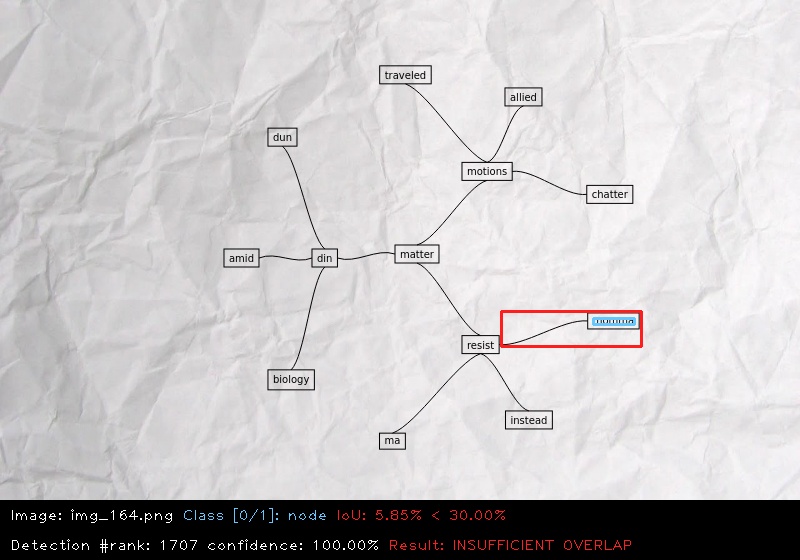 traveled
allied
dun
motions
chatter
matter
amid
din
resist
biology
instead
ma
Image: img_164.png Class [0/1]: node IoU: 5.85% < 30.00%
Detection #rank: 1707 confidence: 100.00% Result: INSUFFICIENT OVERLAP